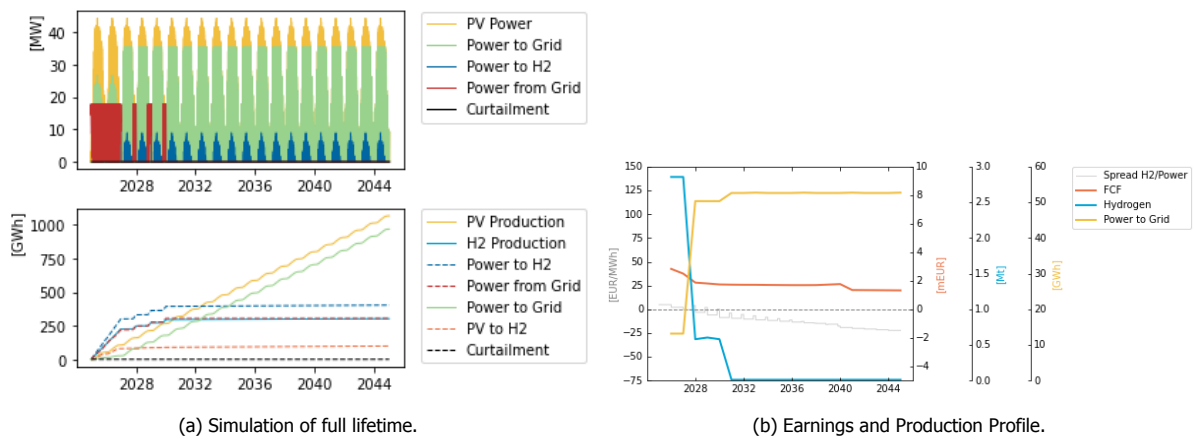 [MW]
40
30
20
10
0
2028 2032 2036 2040 2044
PV Power
Power to Grid
Power to H2
Power from Grid
Curtailment
[GWh]
1000
750
500
250
0
2028 2032 2036 2040 2044
PV Production
H2 Production
Power to H2
Power from Grid
Power to Grid
PV to H2
Curtailment
(a) Simulation of full lifetime.
[EUR/MWh]
150
125
100
75
50
25
0
−25
−50
−75
2028 2032 2036 2040 2044
[mEUR]
10
8
6
4
2
0
−2
−4
[Mt]
3.0
2.5
2.0
1.5
1.0
0.5
0.0
[GWh]
60
50
40
30
20
10
0
Spread H2/Power
FCF
Hydrogen
Power to Grid
(b) Earnings and Production Profile.